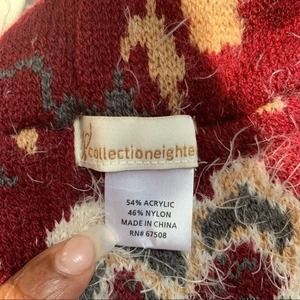 collectioneighte
54% ACRYLIC
46% NYLON
MADE IN CHINA
RN# 67508